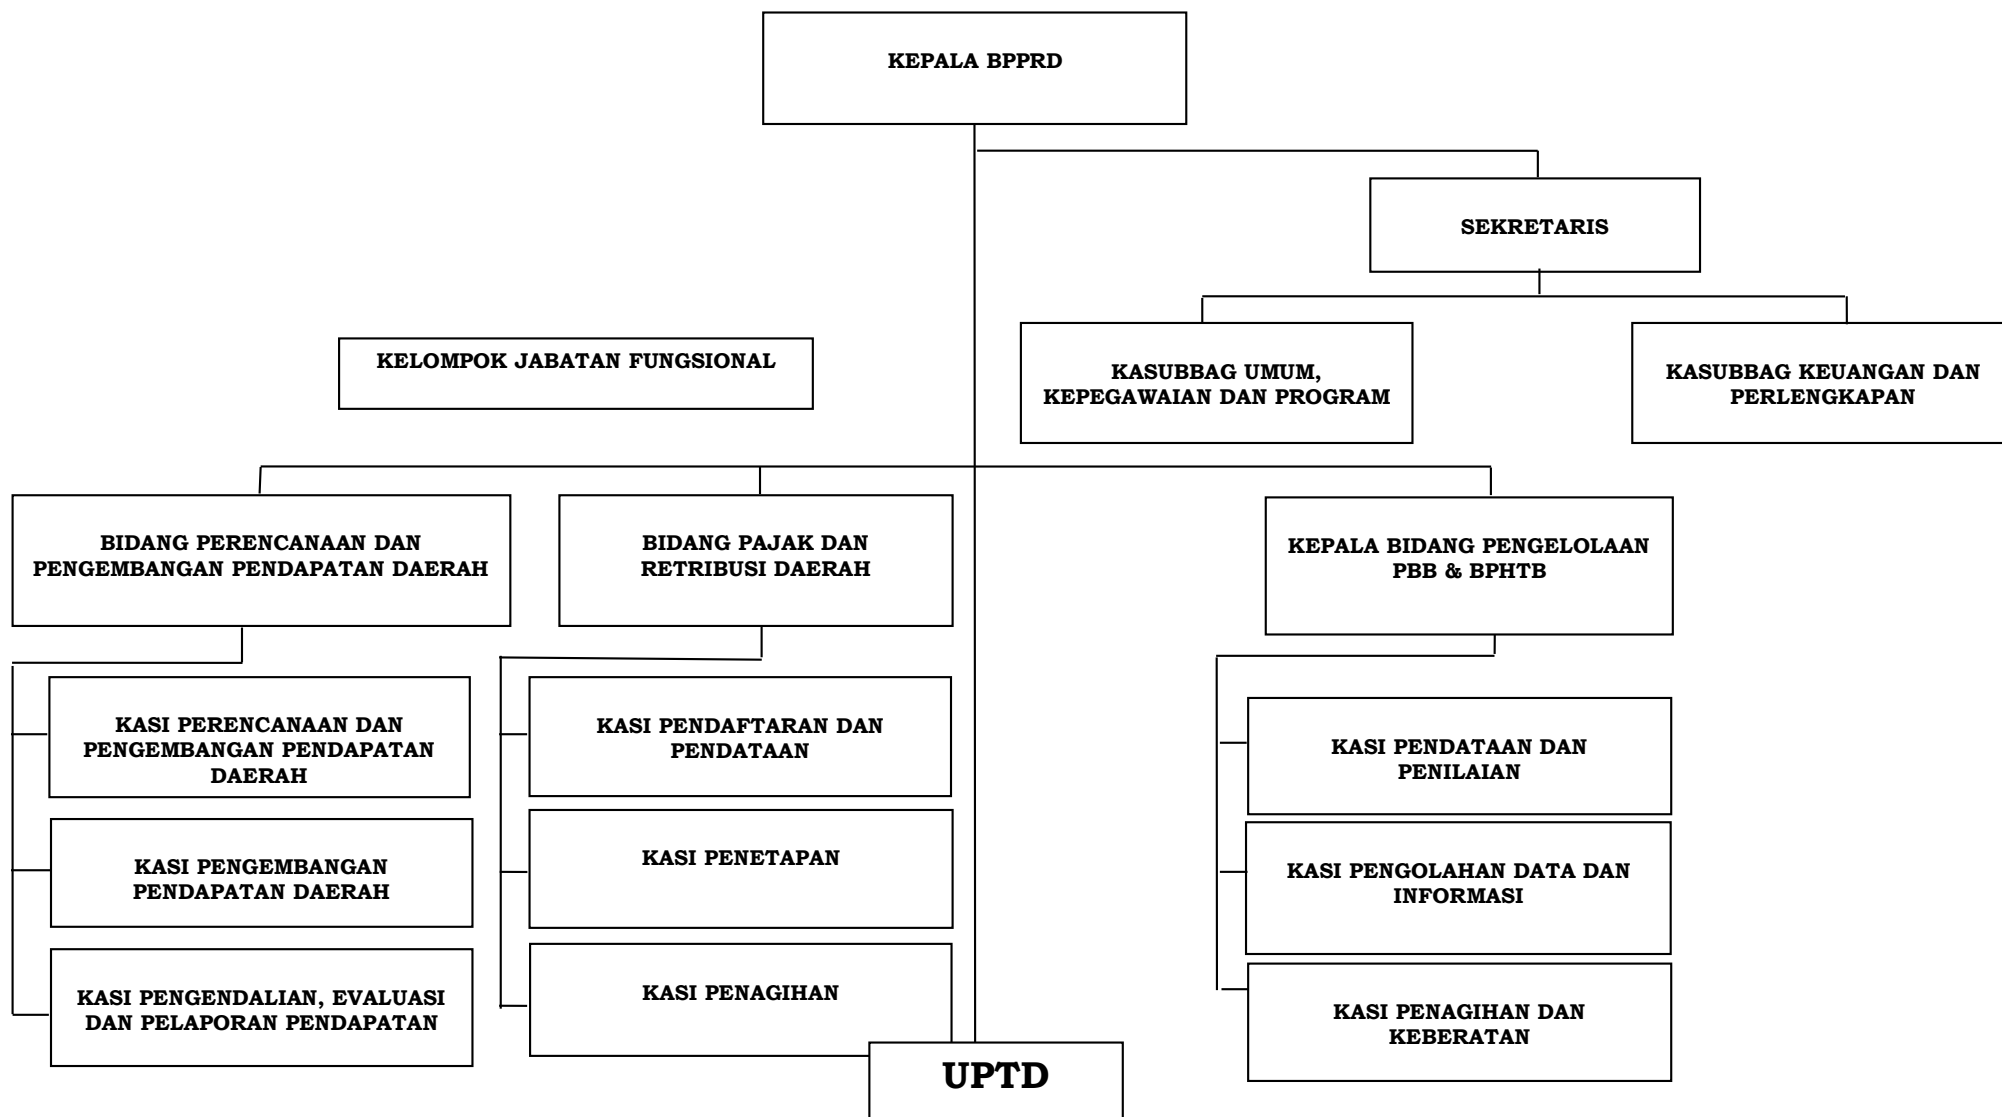 KEPALA BPPRD
SEKRETARIS
KELOMPOK JABATAN FUNGSIONAL
KASUBBAG UMUM,
KEPEGAWAIAN DAN PROGRAM
KASUBBAG KEUANGAN DAN
PERLENGKAPAN
BIDANG PERENCANAAN DAN
PENGEMBANGAN PENDAPATAN DAERAH
BIDANG PAJAK DAN
RETRIBUSI DAERAH
KEPALA BIDANG PENGELOLAAN
PBB & BPHTB
KASI PERENCANAAN DAN
PENGEMBANGAN PENDAPATAN
DAERAH
KASI PENGEMBANGAN
PENDAPATAN DAERAH
KASI PENGENDALIAN, EVALUASI
DAN PELAPORAN PENDAPATAN
KASI PENDAFTARAN DAN
PENDATAAN
KASI PENETAPAN
KASI PENAGIHAN
KASI PENDATAAN DAN
PENILAIAN
KASI PENGOLAHAN DATA DAN
INFORMASI
KASI PENAGIHAN DAN
KEBERATAN
UPTD